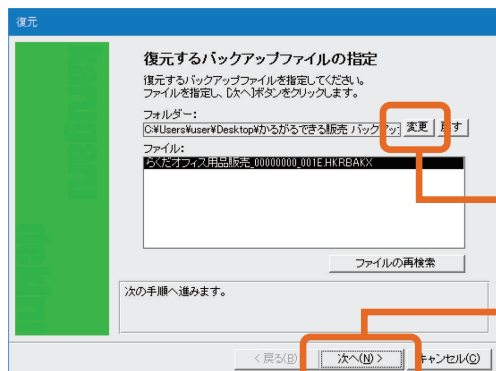 復元
復元するバックアップファイルの指定
復元するバックアップファイルを指定してください。
ファイルを指定し、[次へ]ボタンをクリックします。
フォルダー:
C:¥Users¥user¥Desktop¥かるがるできる販売 バックアッ 変更 戻す
ファイル:
らくだオフィス用品販売_00000000_001E.HKRBAKX
ファイルの再検索
次の手順へ進みます。
< 戻る(B) 次へ(N) > キャンセル(C)
karugaru
dekiru